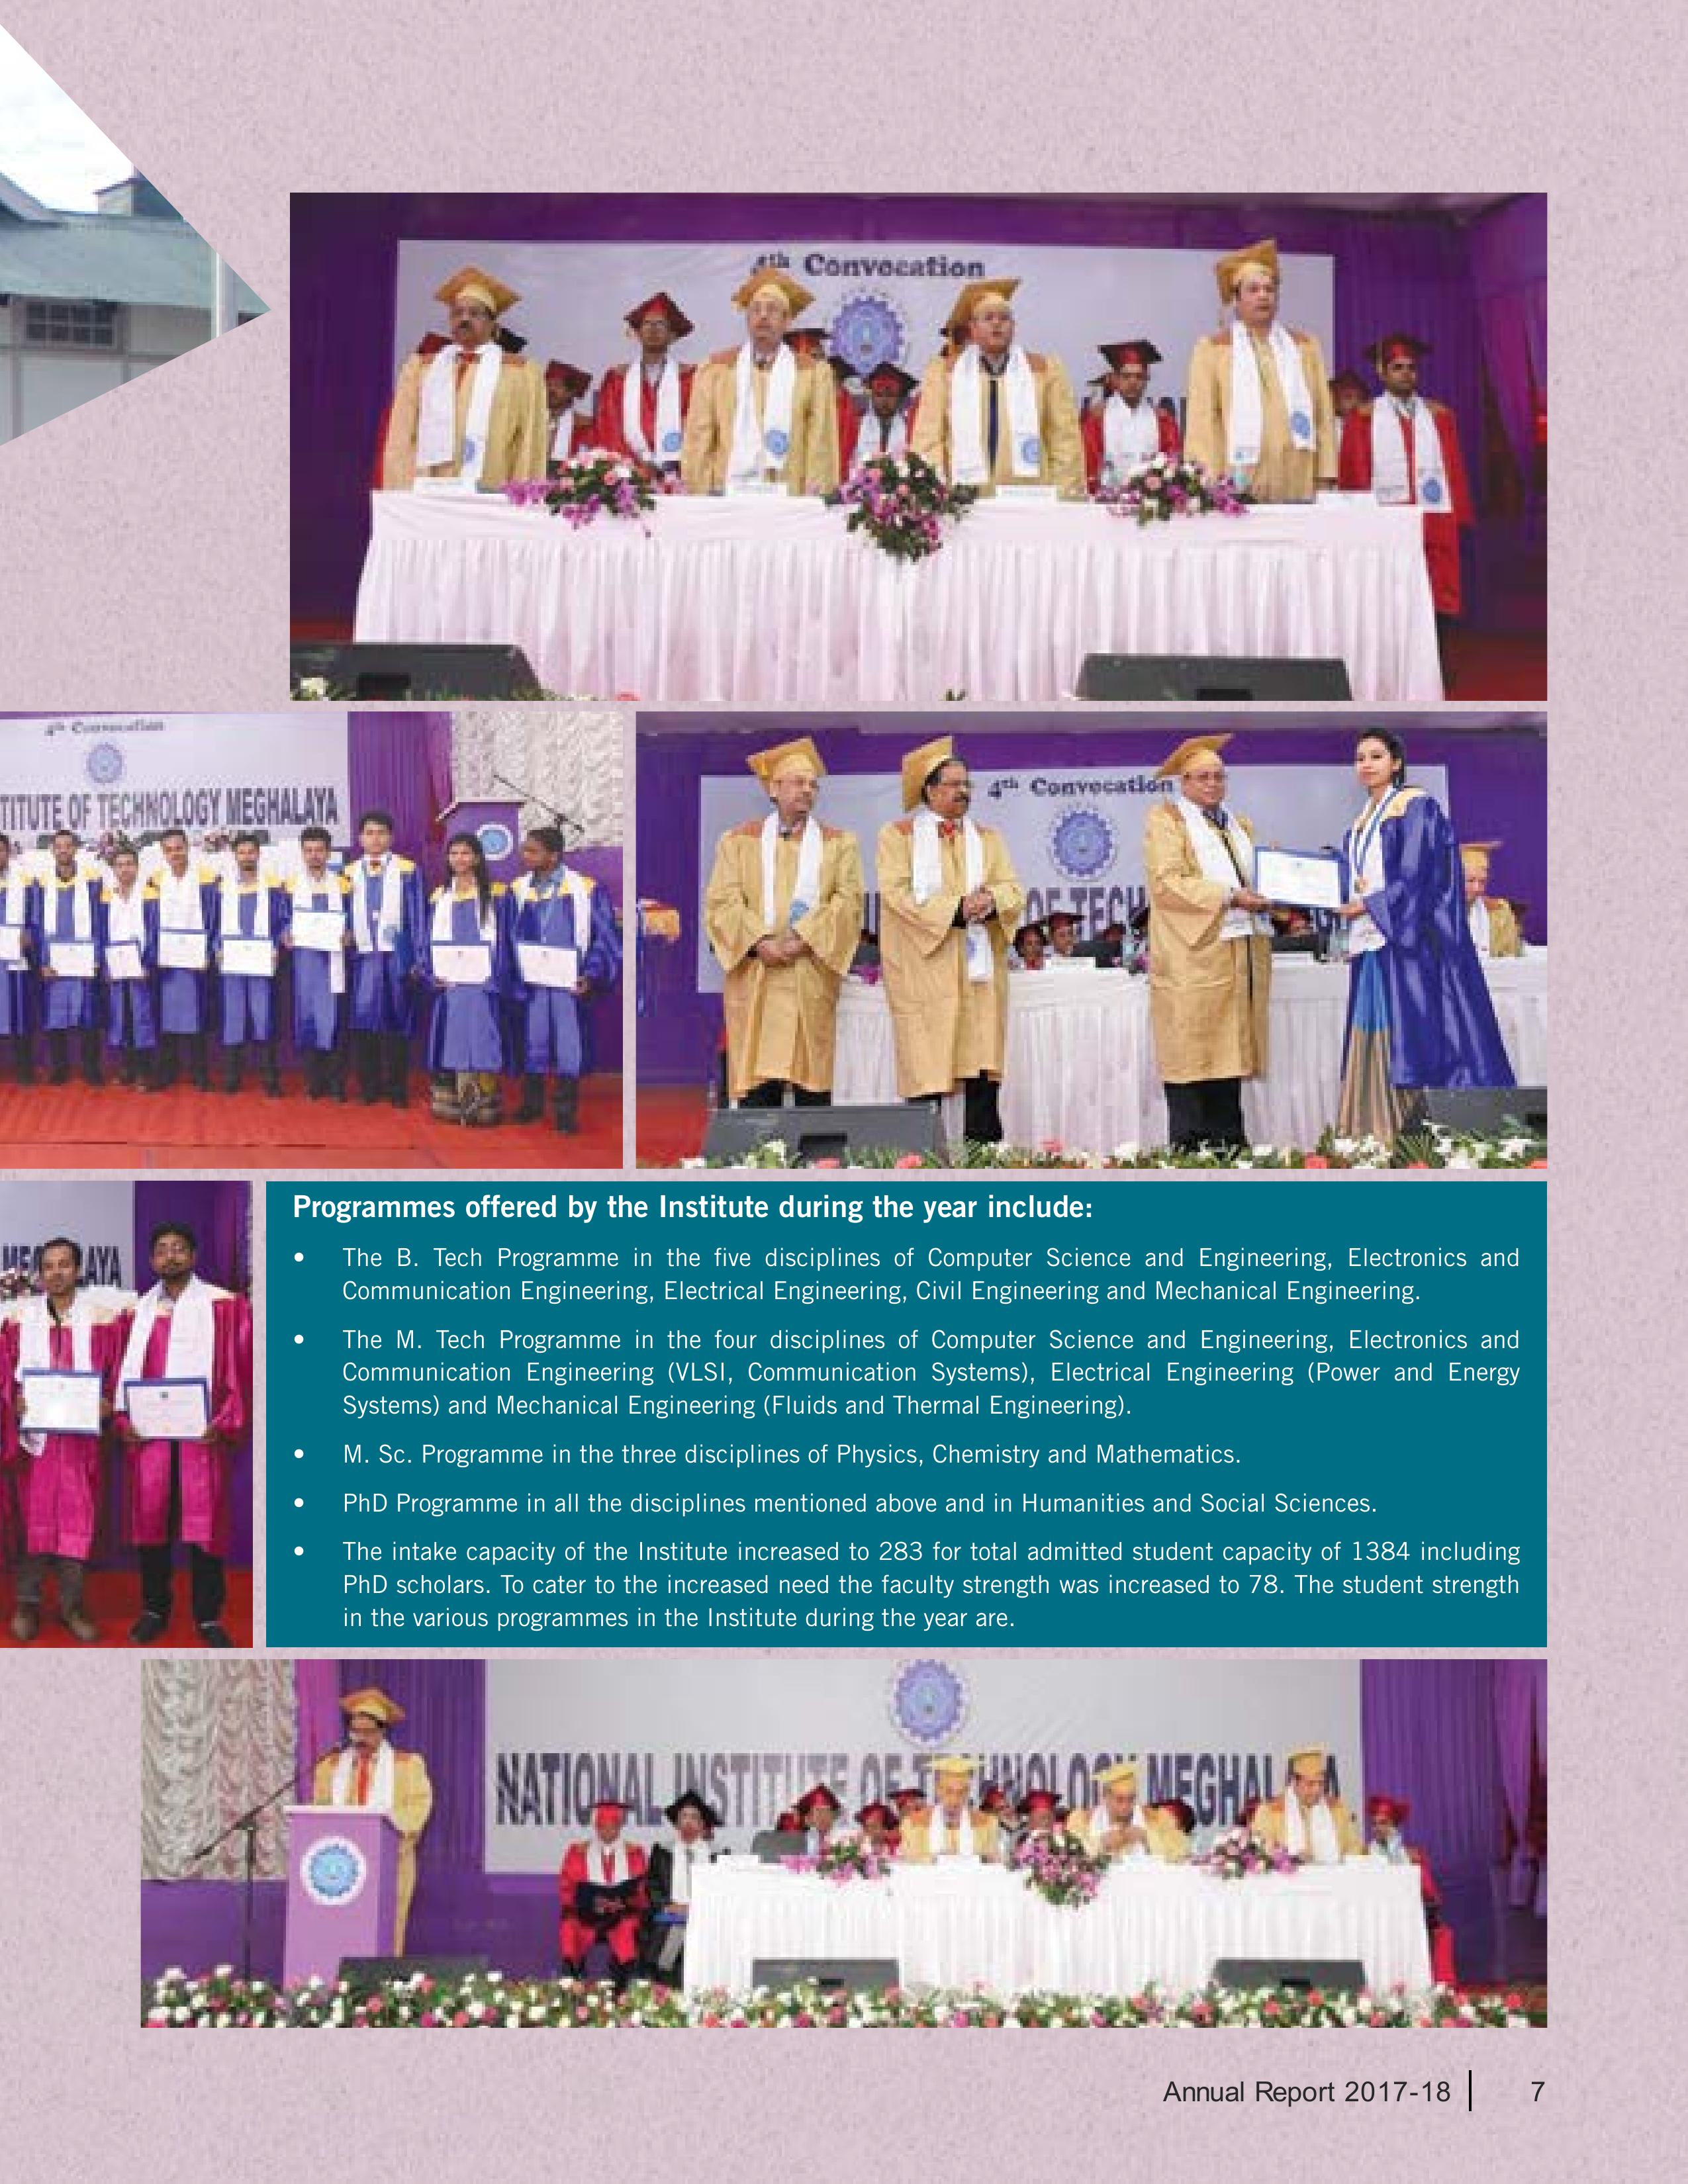 4th Convocation
4th Convocation
TITUTE OF TECHNOLOGY MEGHALAYA
4th Convocation
OF TECH
Programmes offered by the Institute during the year include:
• The B. Tech Programme in the five disciplines of Computer Science and Engineering, Electronics and
Communication Engineering, Electrical Engineering, Civil Engineering and Mechanical Engineering.
• The M. Tech Programme in the four disciplines of Computer Science and Engineering, Electronics and
Communication Engineering (VLSI, Communication Systems), Electrical Engineering (Power and Energy
Systems) and Mechanical Engineering (Fluids and Thermal Engineering).
• M. Sc. Programme in the three disciplines of Physics, Chemistry and Mathematics.
• PhD Programme in all the disciplines mentioned above and in Humanities and Social Sciences.
• The intake capacity of the Institute increased to 283 for total admitted student capacity of 1384 including
PhD scholars. To cater to the increased need the faculty strength was increased to 78. The student strength
in the various programmes in the Institute during the year are.
NATIONAL INSTITUTE OF TECHNOLOGY MEGHALAYA
Annual Report 2017-18 | 7